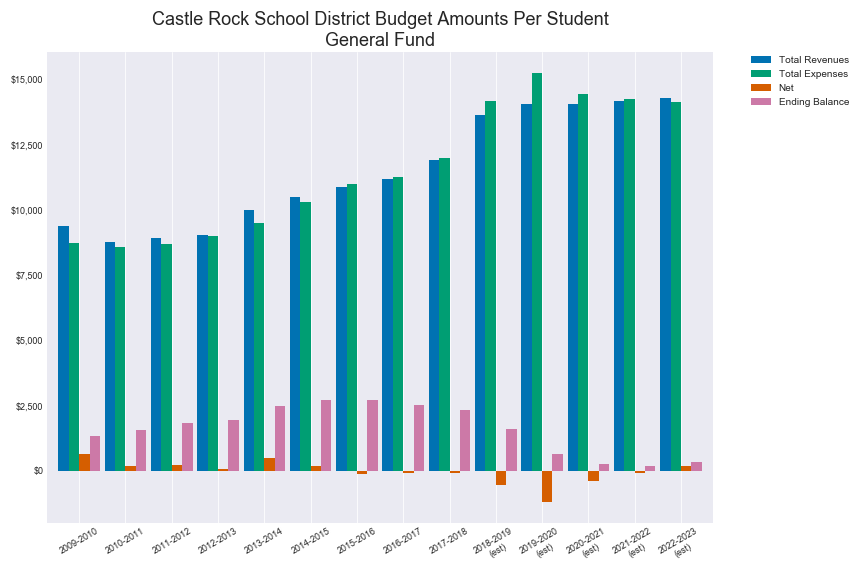 Castle Rock School District Budget Amounts Per Student
General Fund
Total Revenues
Total Expenses
Net
Ending Balance
$15,000
$12,500
$10,000
$7,500
$5,000
$2,500
$0
2009-2010
2010-2011
2011-2012
2012-2013
2013-2014
2014-2015
2015-2016
2016-2017
2017-2018
2018-2019
(est)
2019-2020
(est)
2020-2021
(est)
2021-2022
(est)
2022-2023
(est)